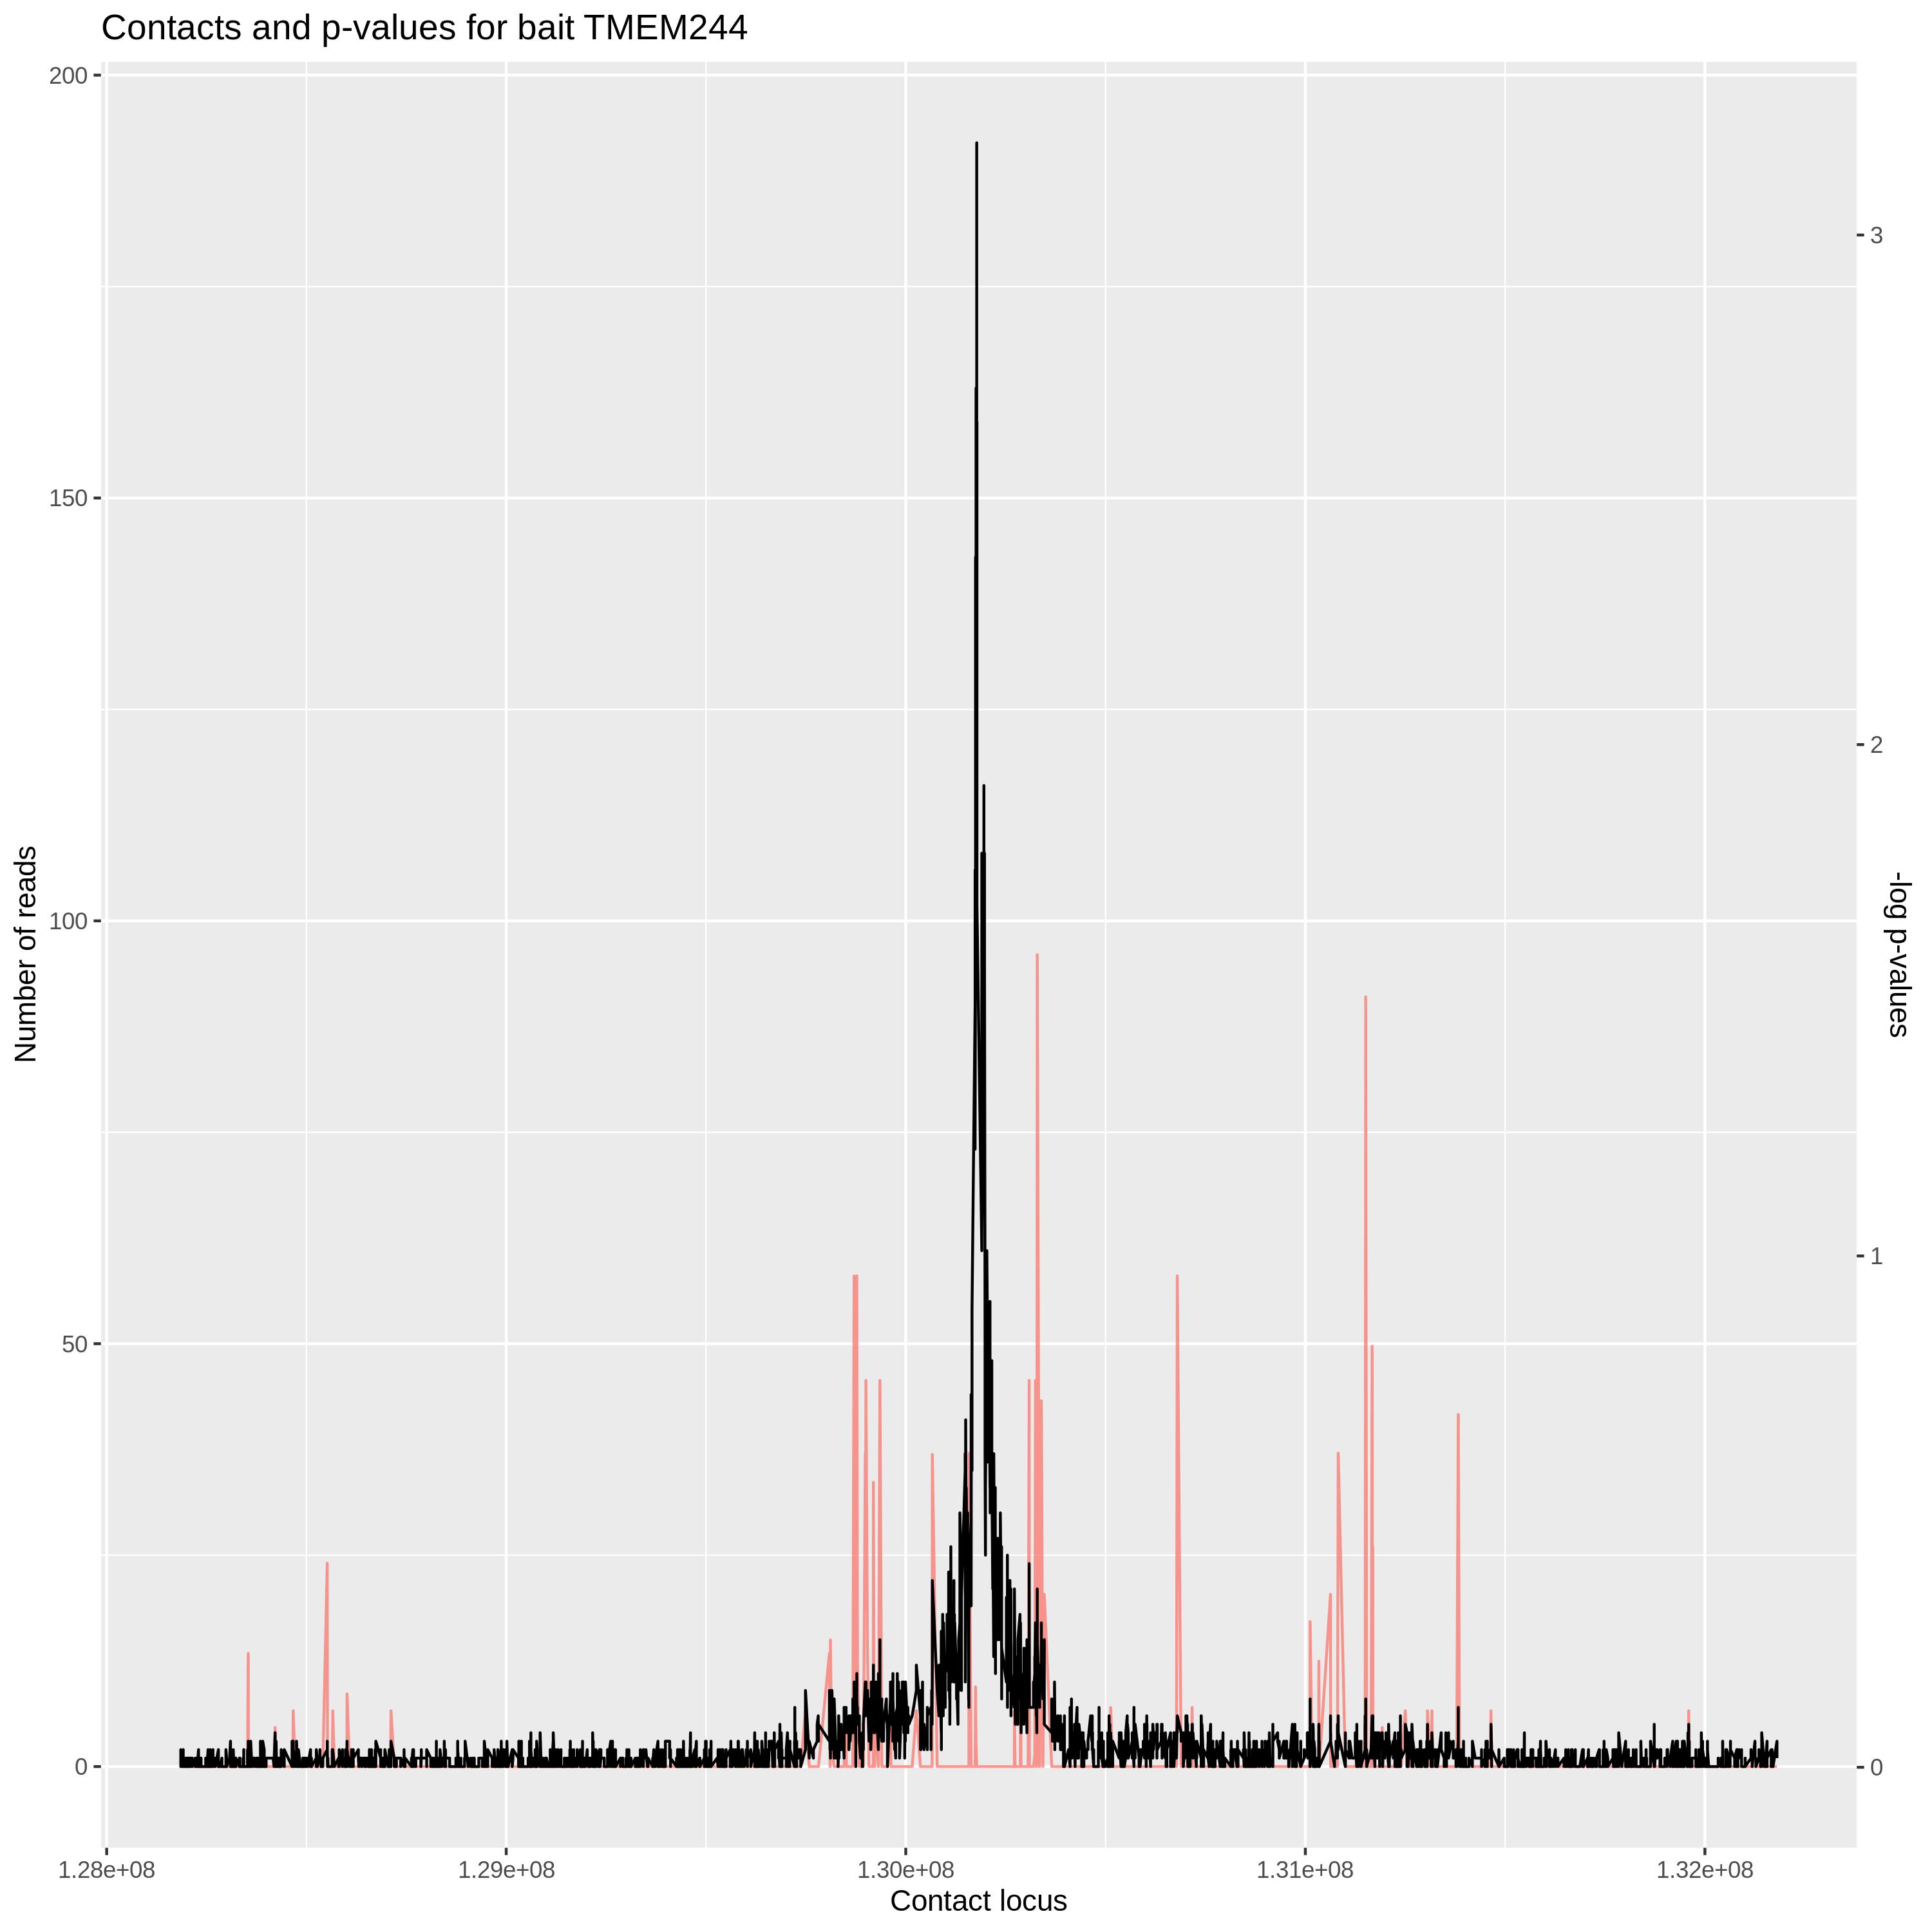 Contacts and p-values for bait TMEM244
200
150
100
50
0
Number of reads
3
2
1
0
-log p-values
1.28e+08
1.29e+08
1.30e+08
1.31e+08
1.32e+08
Contact locus